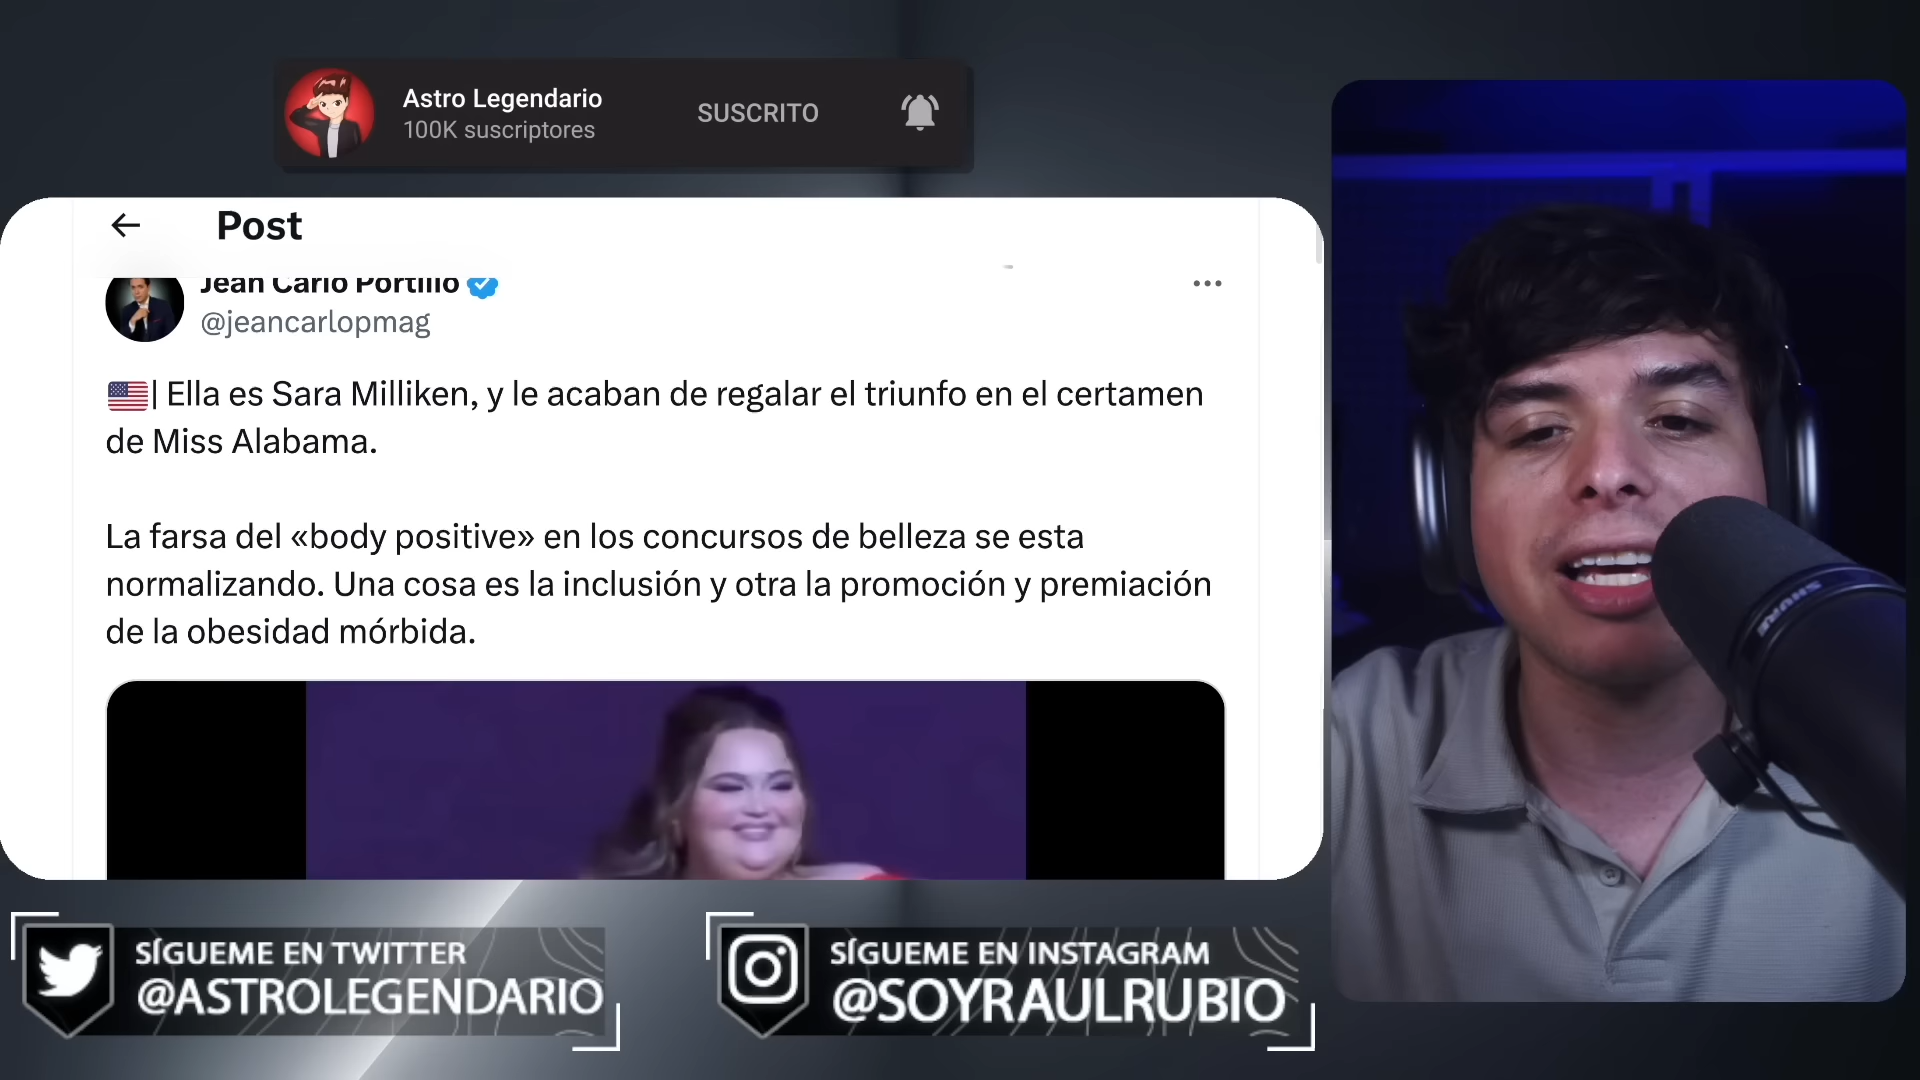 Astro Legendario
100K suscriptores
SUSCRITO
Post
Jean Carlo Portillo
@jeancarlopmag
| Ella es Sara Milliken, y le acaban de regalar el triunfo en el certamen
de Miss Alabama.
La farsa del «body positive» en los concursos de belleza se esta
normalizando. Una cosa es la inclusión y otra la promoción y premiación
de la obesidad mórbida.
SHURE
SÍGUEME EN TWITTER
@ASTROLEGENDARIO
SÍGUEME EN INSTAGRAM
@SOYRAULRUBIO